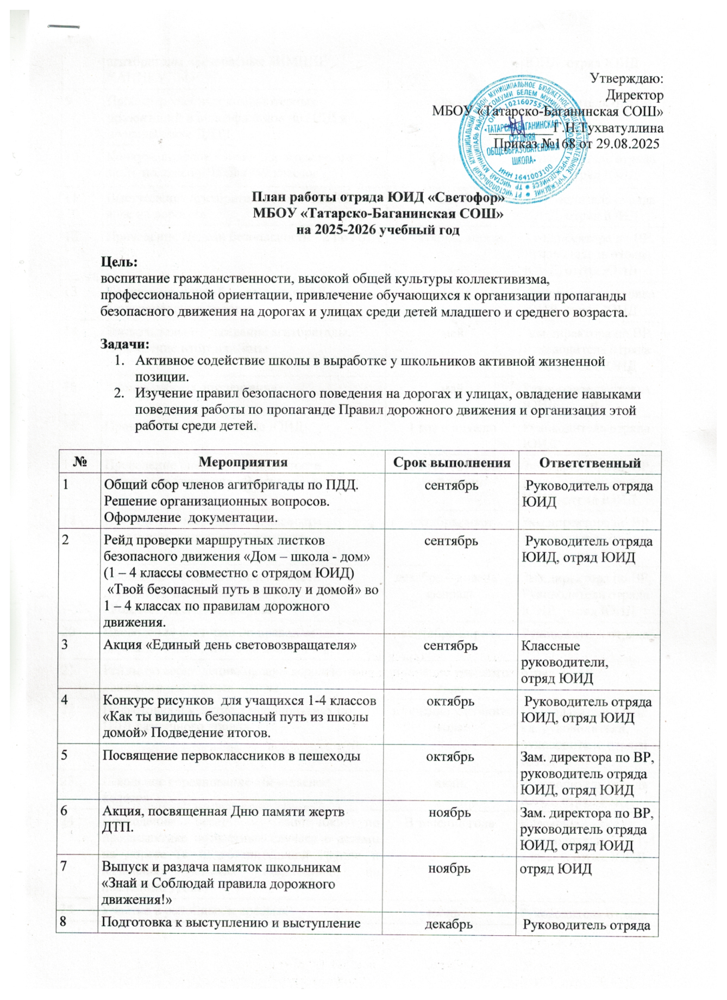 Утверждаю:
Директор
МБОУ «Татарско-Баганинская СОШ»
Г.Н.Тухватуллина
Приказ №168 от 29.08.2025
«ТАТАРСКО-БАГАНИНСКАЯ
СРЕДНЯЯ
ОБЩЕОБРАЗОВАТЕЛЬНАЯ
ШКОЛА»
ИНН 1641003100
План работы отряда ЮИД «Светофор»
МБОУ «Татарско-Баганинская СОШ»
на 2025-2026 учебный год
Цель:
воспитание гражданственности, высокой общей культуры коллективизма,
профессиональной ориентации, привлечение обучающихся к организации пропаганды
безопасного движения на дорогах и улицах среди детей младшего и среднего возраста.
Задачи:
1. Активное содействие школы в выработке у школьников активной жизненной
позиции.
2. Изучение правил безопасного поведения на дорогах и улицах, овладение навыками
поведения работы по пропаганде Правил дорожного движения и организация этой
работы среди детей.
№ Мероприятия Срок выполнения Ответственный
1 Общий сбор членов агитбригады по ПДД. сентябрь Руководитель отряда
Решение организационных вопросов. ЮИД
Оформление документации.
2 Рейд проверки маршрутных листков сентябрь Руководитель отряда
безопасного движения «Дом – школа - дом» ЮИД, отряд ЮИД
(1 – 4 классы совместно с отрядом ЮИД)
«Твой безопасный путь в школу и домой» во
1 – 4 классах по правилам дорожного
движения.
3 Акция «Единый день световозвращателя» сентябрь Классные
руководители,
отряд ЮИД
4 Конкурс рисунков для учащихся 1-4 классов октябрь Руководитель отряда
«Как ты видишь безопасный путь из школы ЮИД, отряд ЮИД
домой» Подведение итогов.
5 Посвящение первоклассников в пешеходы октябрь Зам. директора по ВР,
руководитель отряда
ЮИД, отряд ЮИД
6 Акция, посвященная Дню памяти жертв ноябрь Зам. директора по ВР,
ДТП. руководитель отряда
ЮИД, отряд ЮИД
7 Выпуск и раздача памяток школьникам ноябрь отряд ЮИД
«Знай и Соблюдай правила дорожного
движения!»
8 Подготовка к выступлению и выступление декабрь Руководитель отряда